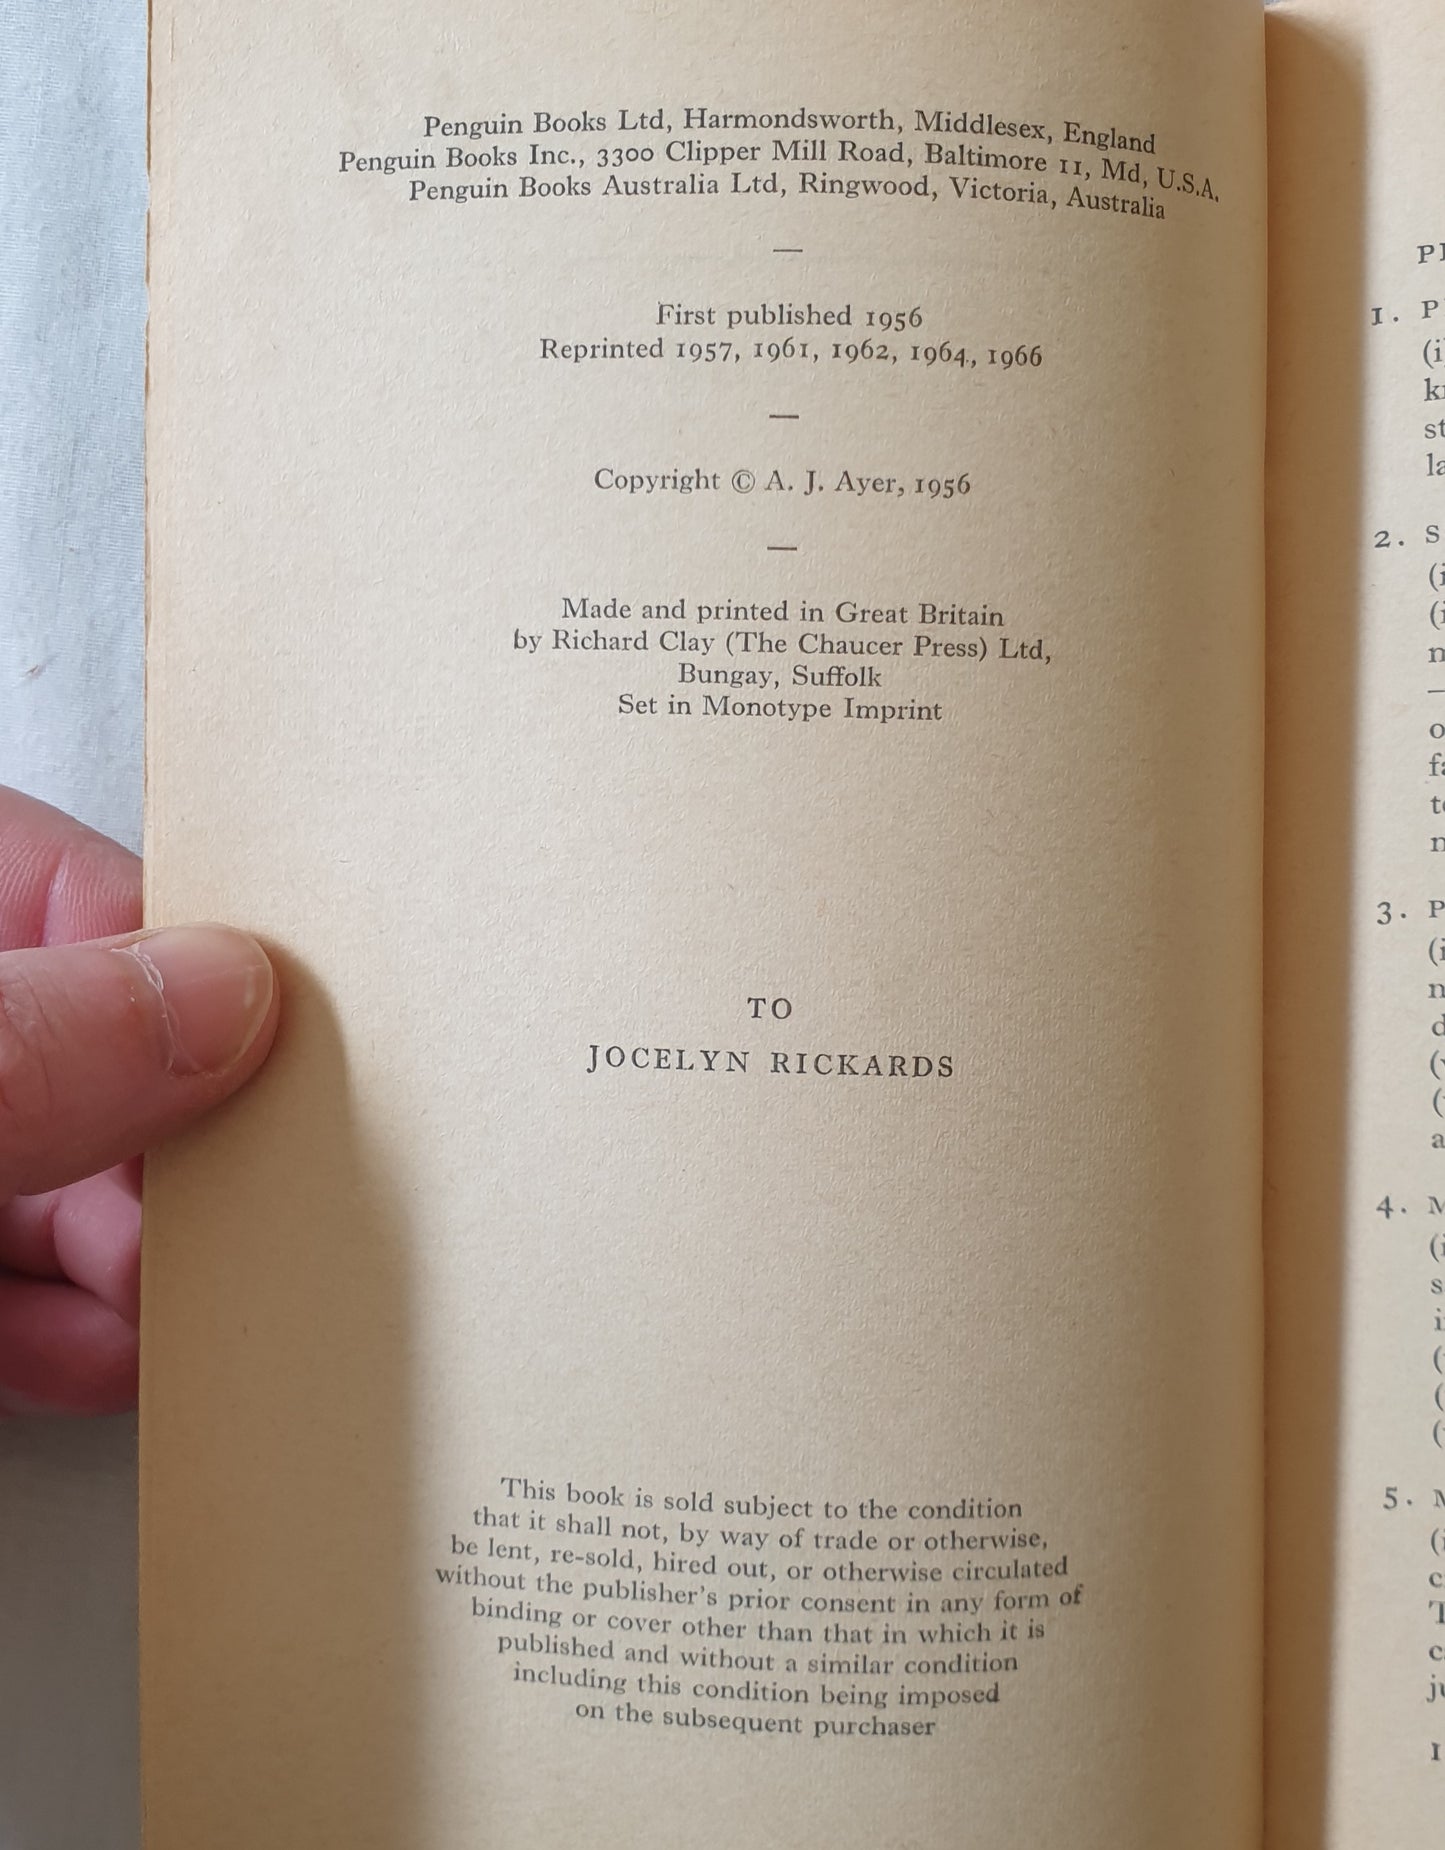 Penguin Books Ltd, Harmondsworth, Middlesex, England
Penguin Books Inc., 3300 Clipper Mill Road, Baltimore 11, Md, U.S.A.
Penguin Books Australia Ltd, Ringwood, Victoria, Australia
—
First published 1956
Reprinted 1957, 1961, 1962, 1964, 1966
—
Copyright © A. J. Ayer, 1956
—
Made and printed in Great Britain
by Richard Clay (The Chaucer Press) Ltd,
Bungay, Suffolk
Set in Monotype Imprint
TO
JOCELYN RICKARDS
This book is sold subject to the condition
that it shall not, by way of trade or otherwise,
be lent, re-sold, hired out, or otherwise circulated
without the publisher's prior consent in any form of
binding or cover other than that in which it is
published and without a similar condition
including this condition being imposed
on the subsequent purchaser
1.
2.
3.
4.
5.